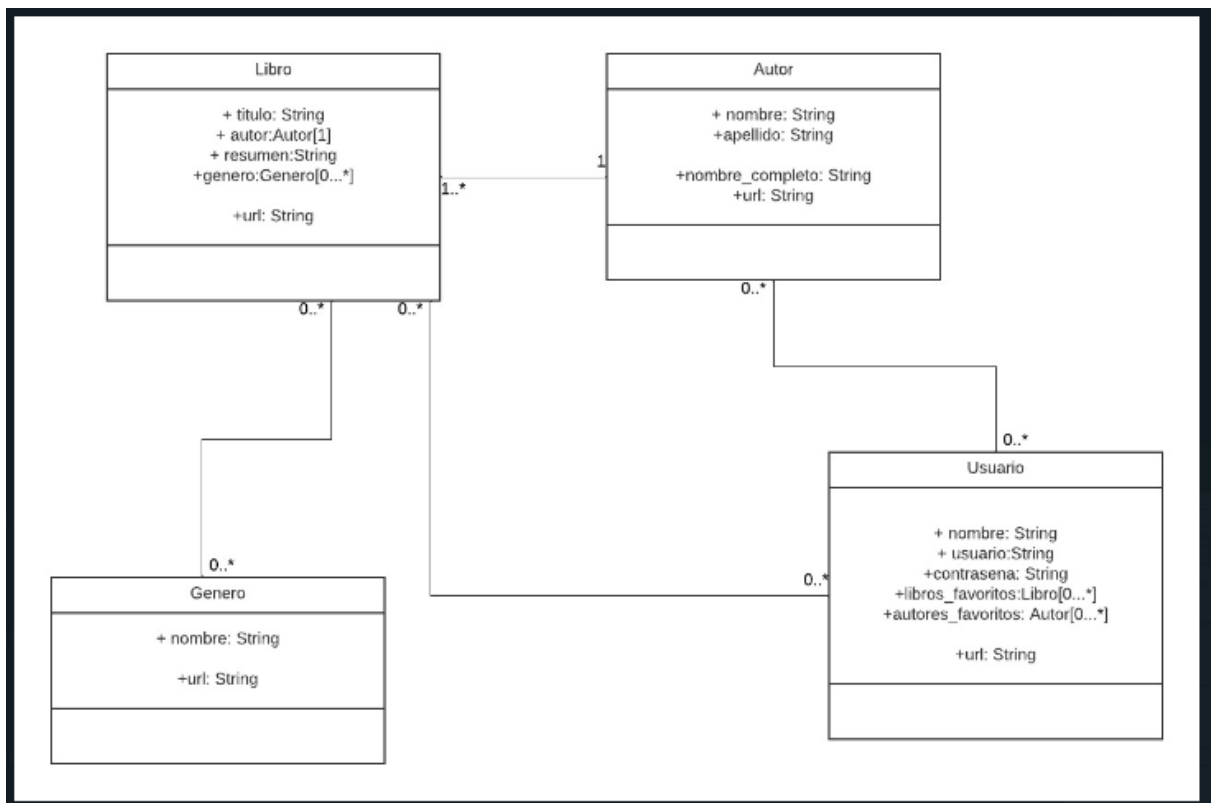 Libro
+ titulo: String
+ autor:Autor[1]
+ resumen:String
+genero:Genero[0...*]
+url: String
Autor
+ nombre: String
+apellido: String
+nombre_completo: String
+url: String
1
1..*
0..*
0..*
0..*
0..*
0..*
0..*
Genero
+ nombre: String
+url: String
Usuario
+ nombre: String
+ usuario:String
+contrasena: String
+libros_favoritos:Libro[0...*]
+autores_favoritos: Autor[0...*]
+url: String